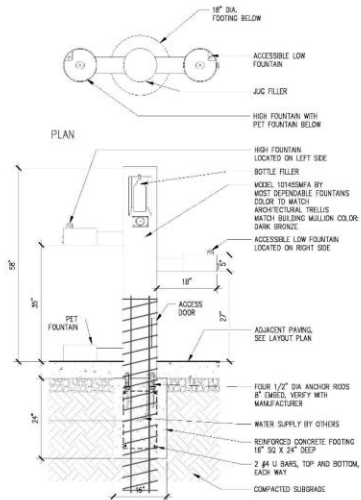 18" DIA.
FOOTING BELOW
ACCESSIBLE LOW
FOUNTAIN
JUG FILLER
HIGH FOUNTAIN WITH
PET FOUNTAIN BELOW
PLAN
HIGH FOUNTAIN
LOCATED ON LEFT SIDE
BOTTLE FILLER
MODEL 10145SMFA BY
MOST DEPENDABLE FOUNTAINS
COLOR TO MATCH
ARCHITECTURAL TRELLIS
MATCH BUILDING MULLION COLOR:
DARK BRONZE
ACCESSIBLE LOW FOUNTAIN
LOCATED ON RIGHT SIDE
58"
5"
18"
35"
27"
ACCESS
DOOR
PET
FOUNTAIN
ADJACENT PAVING,
SEE LAYOUT PLAN
FOUR 1/2" DIA ANCHOR RODS
8" EMBED, VERIFY WITH
MANUFACTURER
24"
WATER SUPPLY BY OTHERS
REINFORCED CONCRETE FOOTING
18" SQ X 24" DEEP
2 #4 U BARS, TOP AND BOTTOM,
EACH WAY
16"
COMPACTED SUBGRADE